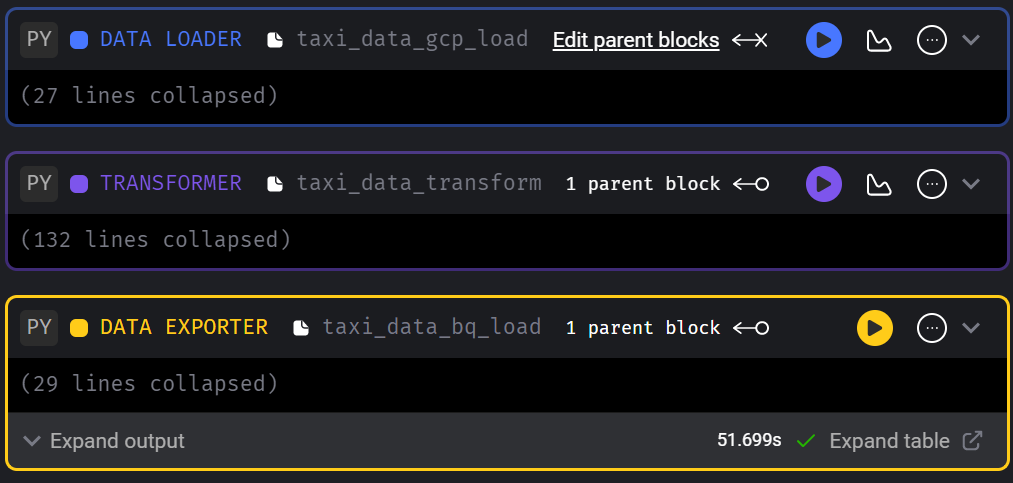 PY DATA LOADER taxi_data_gcp_load Edit parent blocks
(27 lines collapsed)
PY TRANSFORMER taxi_data_transform 1 parent block
(132 lines collapsed)
PY DATA EXPORTER taxi_data_bq_load 1 parent block
(29 lines collapsed)
Expand output 51.699s Expand table